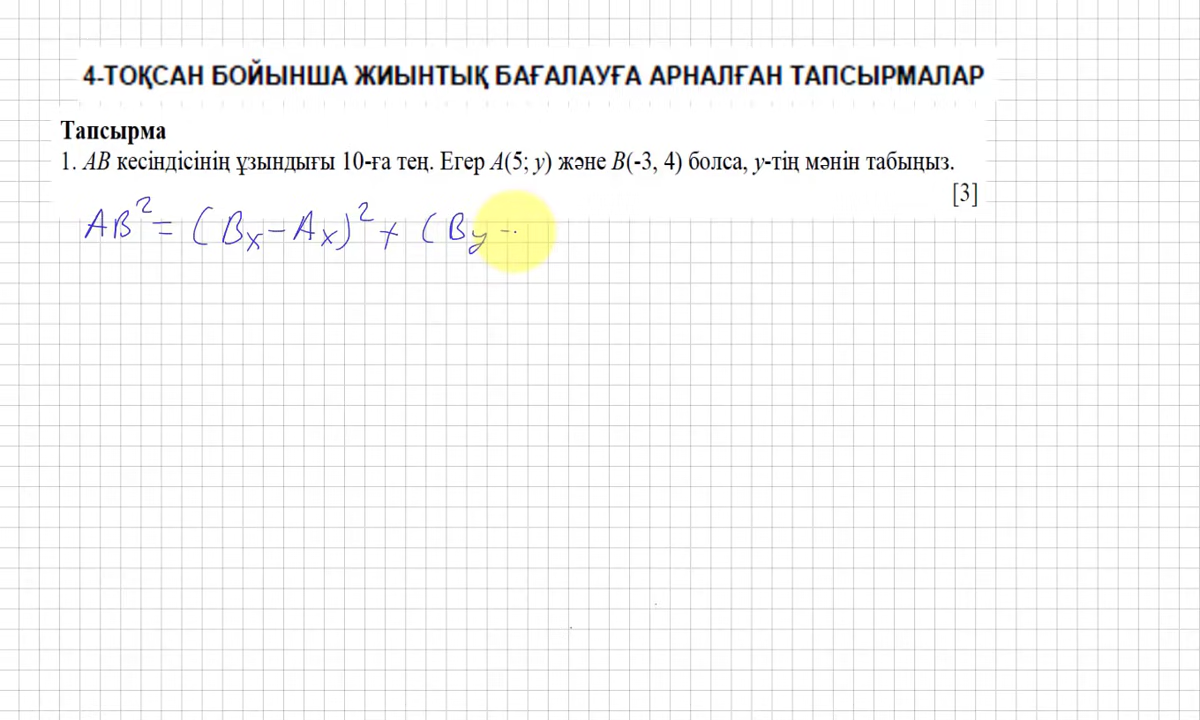 4-ТОҚСАН БОЙЫНША ЖИЫНТЫҚ БАҒАЛАУҒА АРНАЛҒАН ТАПСЫРМАЛАР
Тапсырма
1. AB кесіндісінің ұзындығы 10-ға тең. Егер A(5; y) және B(-3, 4) болса, y-тің мәнін табыңыз.
[3]
AB² = (Bx - Ax)² + (By -